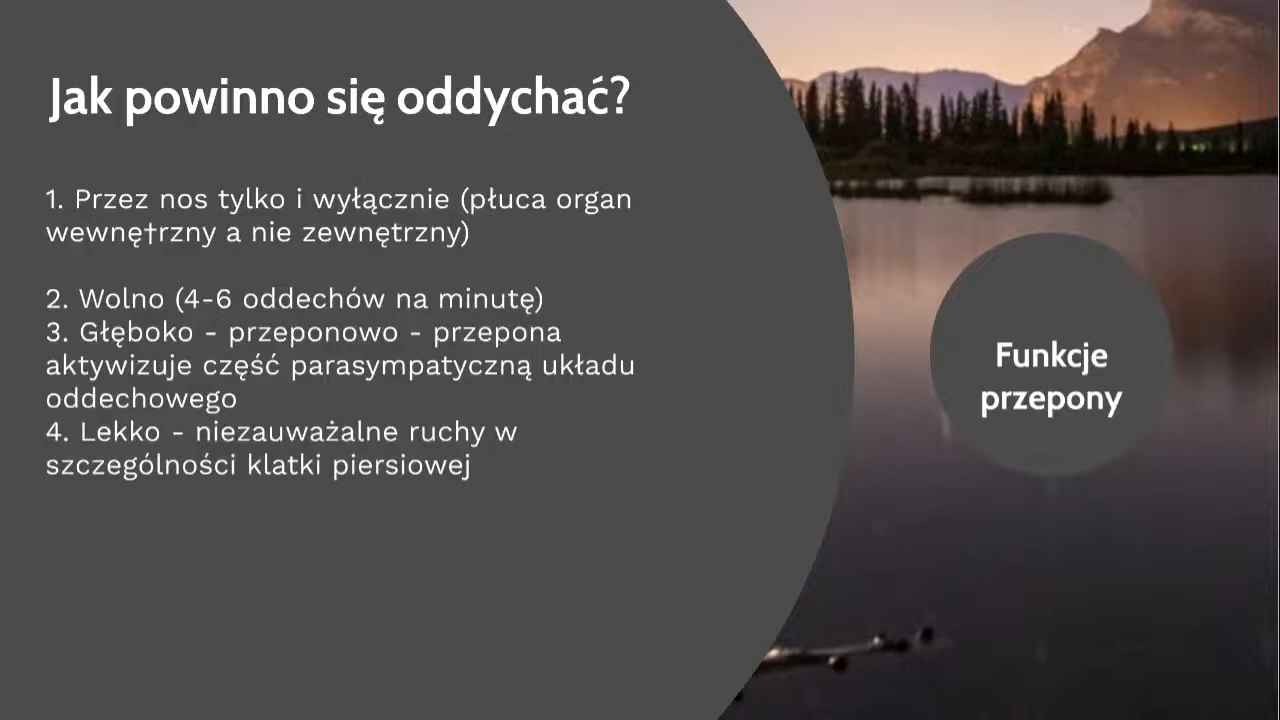 Jak powinno się oddychać?
1. Przez nos tylko i wyłącznie (płuca organ
wewnę†rzny a nie zewnętrzny)
2. Wolno (4-6 oddechów na minutę)
3. Głęboko - przeponowo - przepona
aktywizuje część parasympatyczną układu
oddechowego
4. Lekko - niezauważalne ruchy w
szczególności klatki piersiowej
Funkcje
przepony